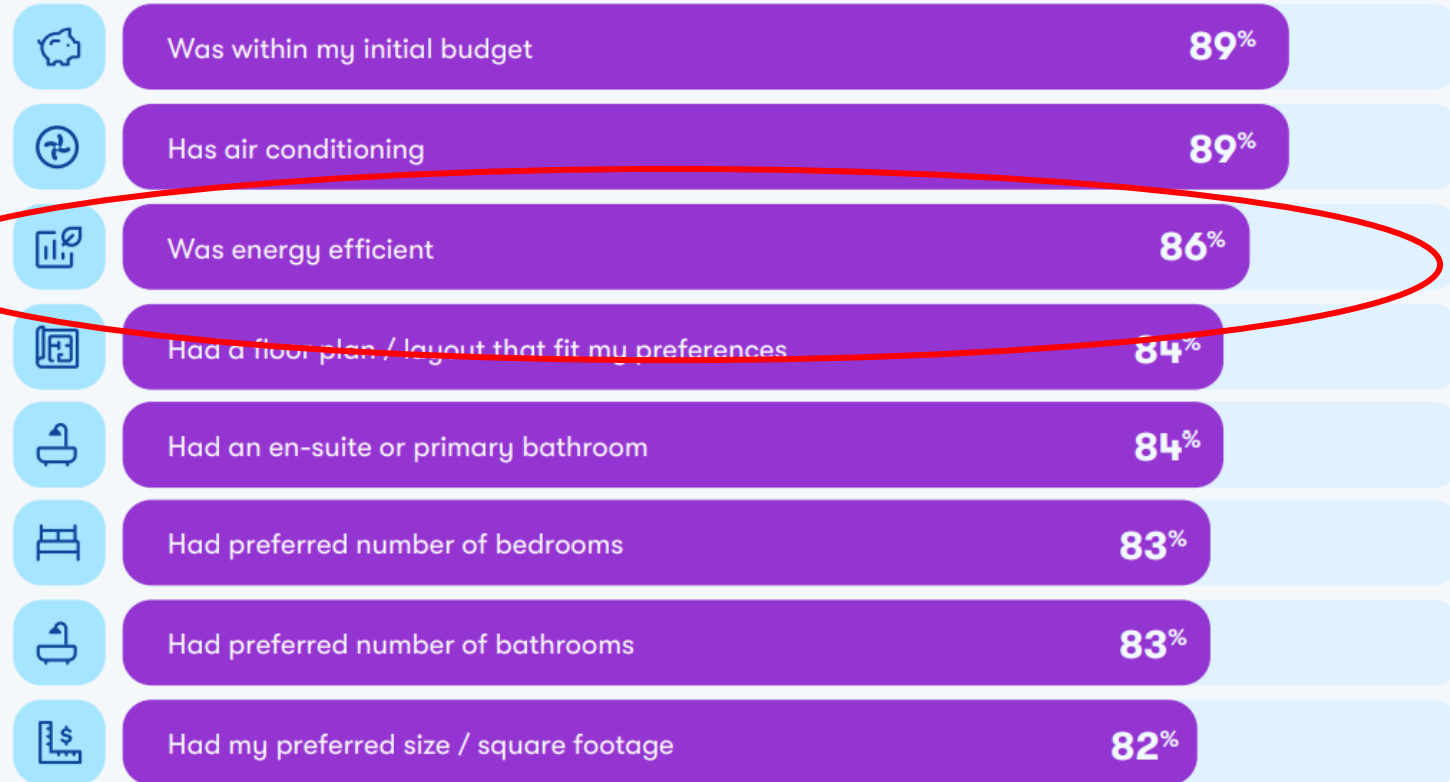 Was within my initial budget 89%
Has air conditioning 89%
Was energy efficient 86%
Had a floor plan / layout that fit my preferences 84%
Had an en-suite or primary bathroom 84%
Had preferred number of bedrooms 83%
Had preferred number of bathrooms 83%
$
Had my preferred size / square footage 82%